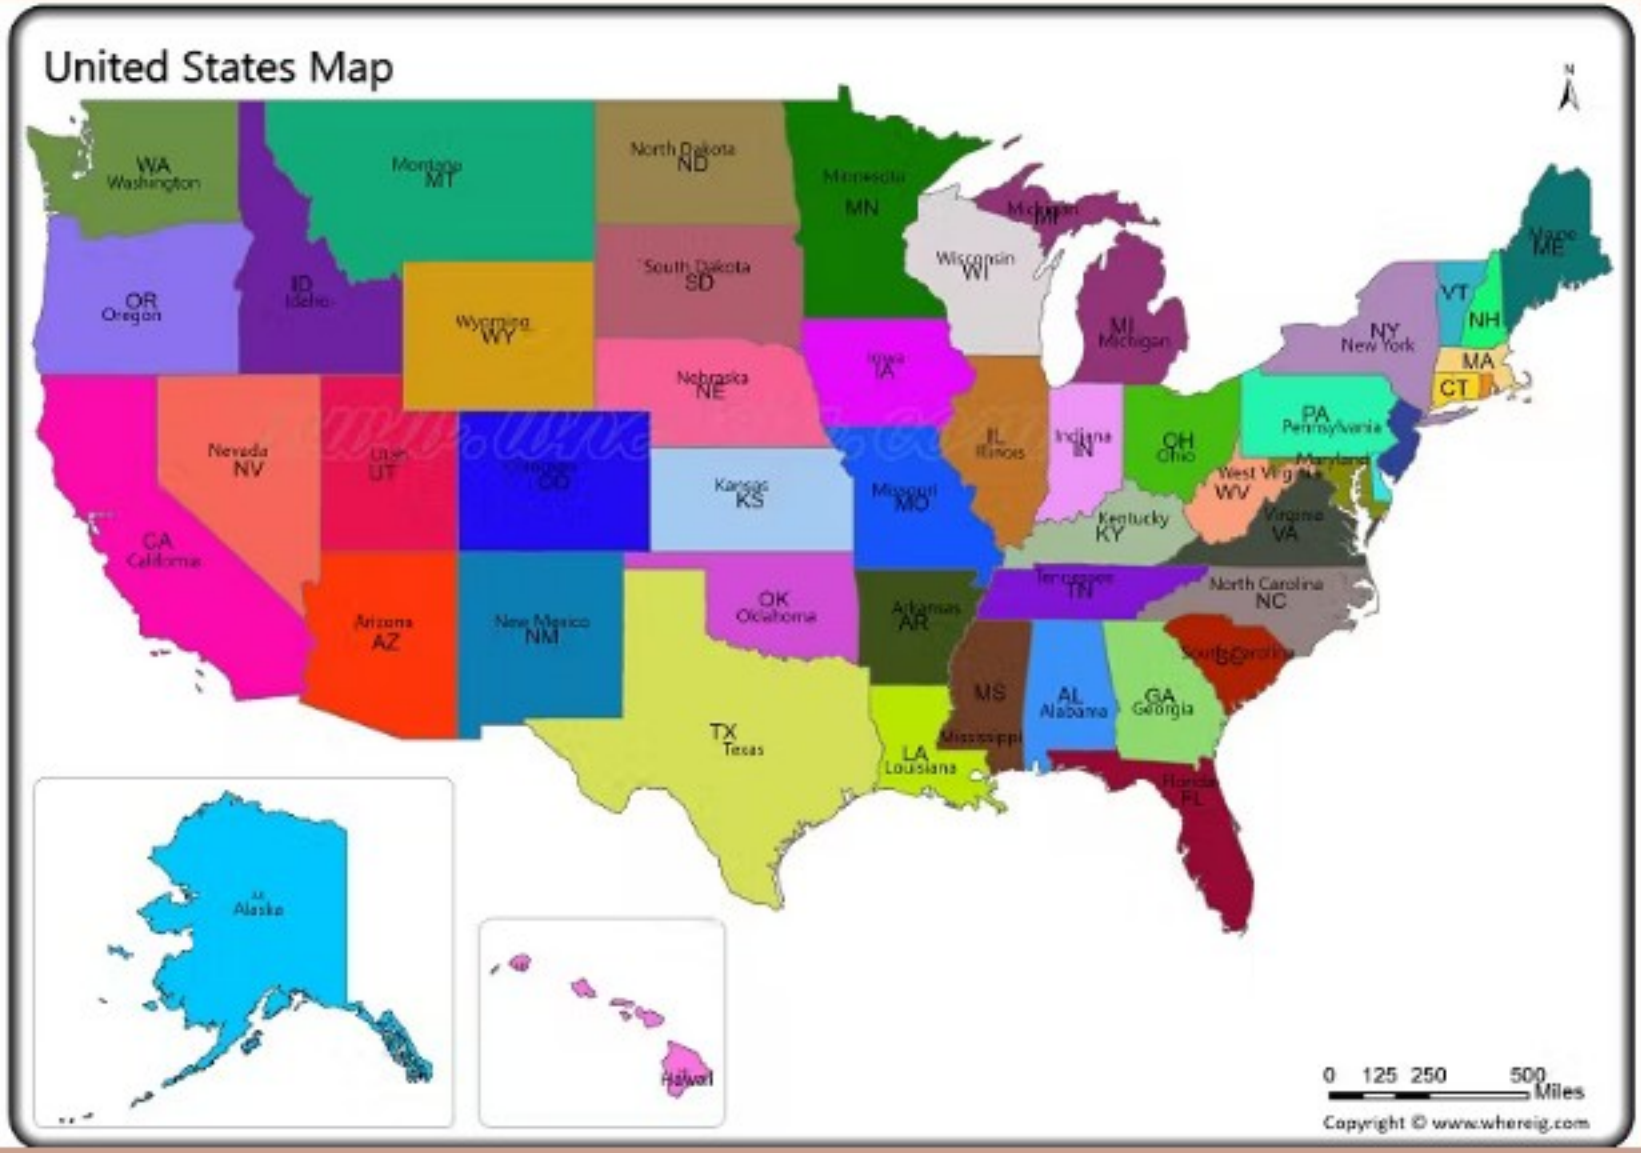 United States Map
N
WA
Washington
Montana
MT
North Dakota
ND
Minnesota
MN
Michigan
MI
Maine
ME
OR
Oregon
ID
Idaho
Wyoming
WY
South Dakota
SD
Wisconsin
WI
MI
Michigan
VT
NH
NY
New York
MA
CT
Iowa
IA
Nebraska
NE
Nevada
NV
Utah
UT
CO
Kansas
KS
Missouri
MO
IL
Illinois
Indiana
IN
OH
Ohio
PA
Pennsylvania
Maryland
West Virginia
WV
Virginia
VA
Kentucky
KY
CA
California
Arizona
AZ
New Mexico
NM
OK
Oklahoma
Arkansas
AR
Tennessee
TN
North Carolina
NC
South Carolina
SC
TX
Texas
LA
Louisiana
MS
Mississippi
AL
Alabama
GA
Georgia
Florida
FL
Alaska
Hawaii
0 125 250 500
Miles
Copyright © www.whereig.com